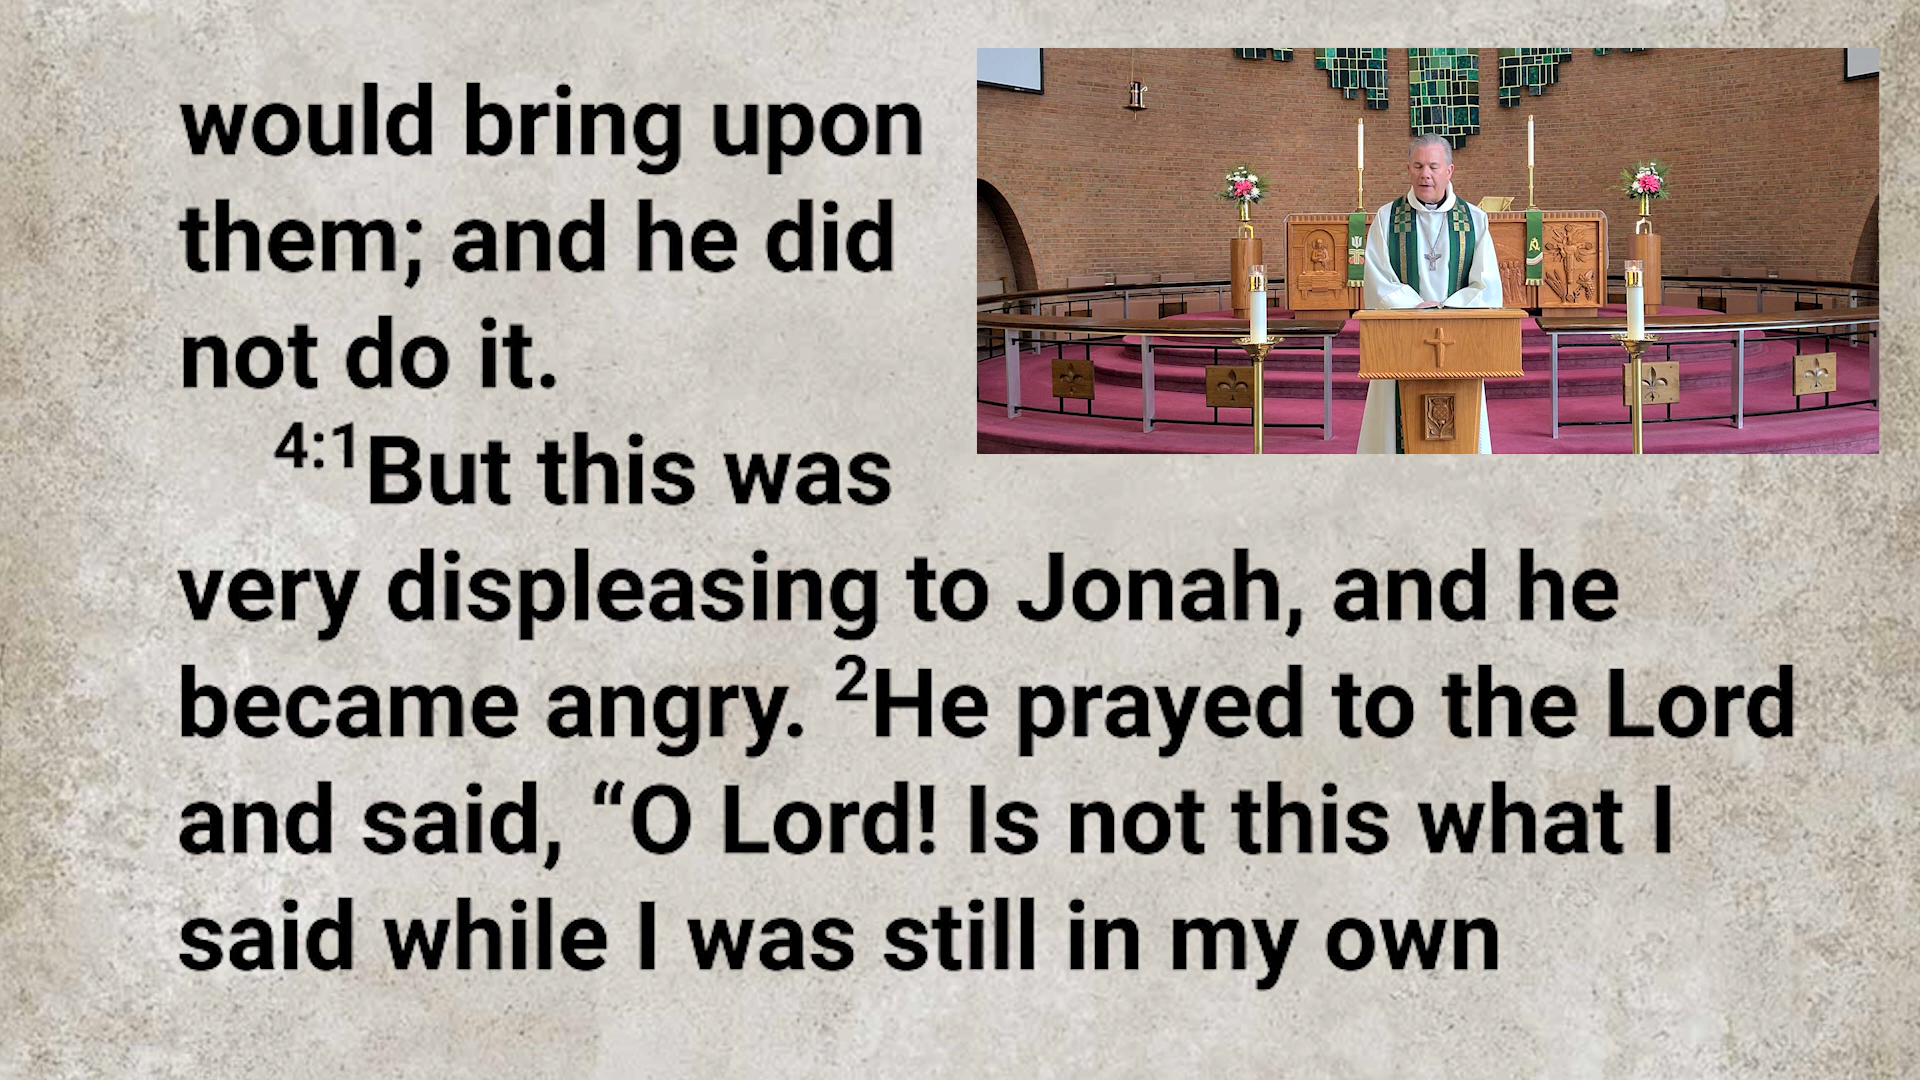 would bring upon
them; and he did
not do it.
4:1But this was
very displeasing to Jonah, and he
became angry. 2He prayed to the Lord
and said, “O Lord! Is not this what I
said while I was still in my own